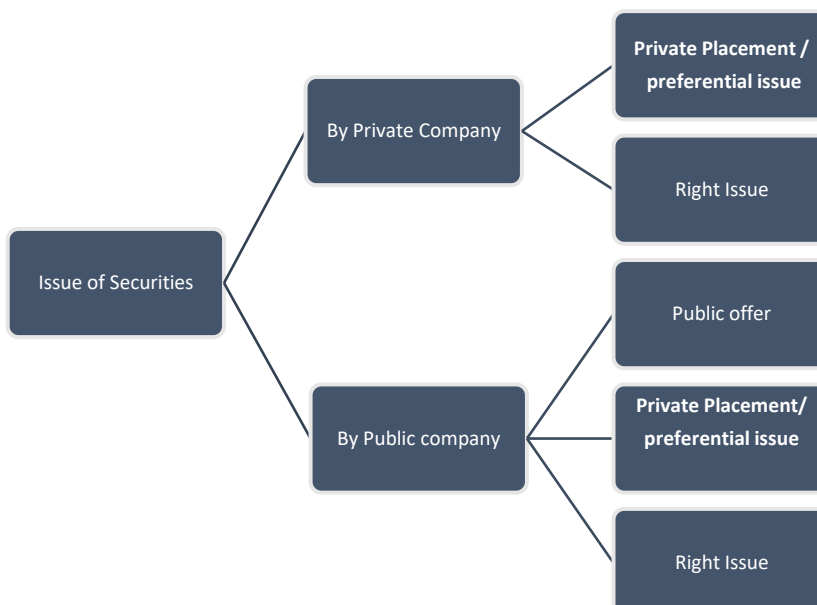 Issue of Securities
By Private Company
Private Placement /
preferential issue
Right Issue
By Public company
Public offer
Private Placement/
preferential issue
Right Issue